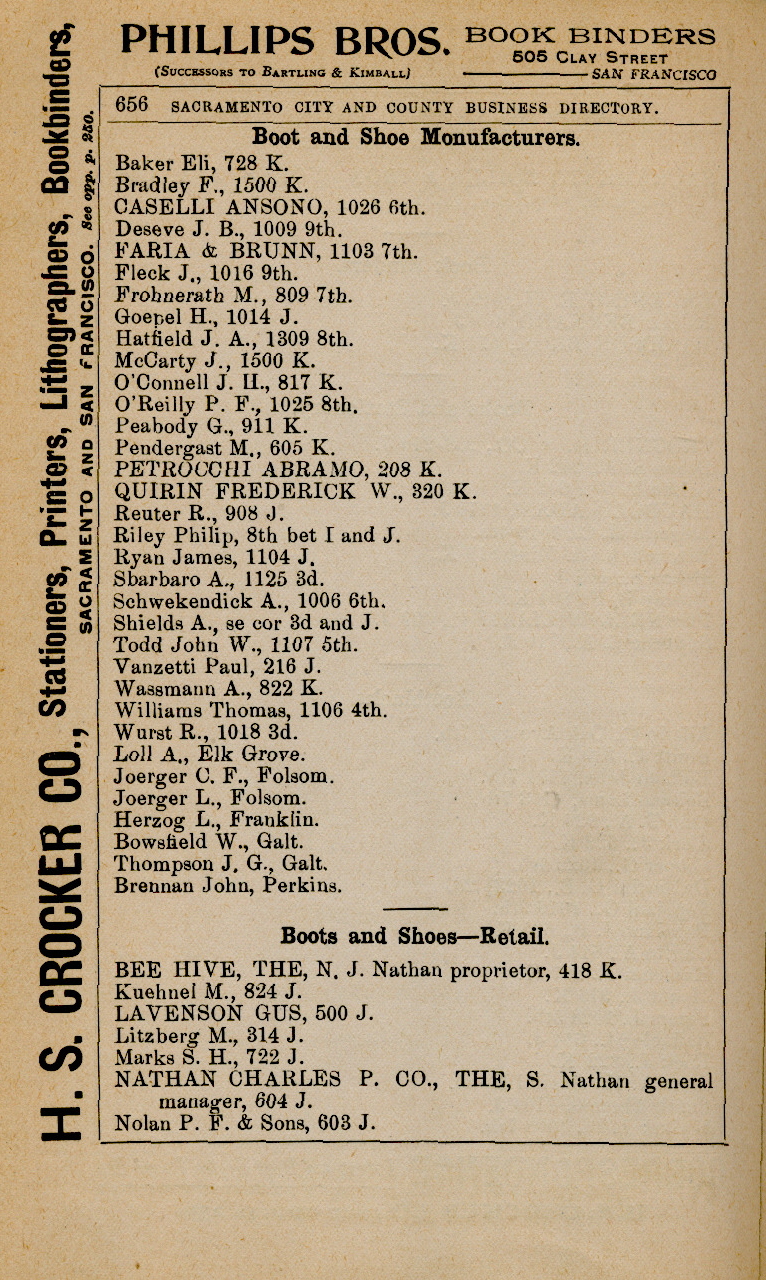 PHILLIPS BROS. BOOK BINDERS
505 CLAY STREET
(SUCCESSORS TO BARTLING & KIMBALL) SAN FRANCISCO
H. S. CROCKER CO., Stationers, Printers, Lithographers, Bookbinders,
SACRAMENTO AND SAN FRANCISCO. See opp. p. 250.
656 SACRAMENTO CITY AND COUNTY BUSINESS DIRECTORY.
Boot and Shoe Monufacturers.
Baker Eli, 728 K.
Bradley F., 1500 K.
CASELLI ANSONO, 1026 6th.
Deseve J. B., 1009 9th.
FARIA & BRUNN, 1103 7th.
Fleck J., 1016 9th.
Frohnerath M., 809 7th.
Goepel H., 1014 J.
Hatfield J. A., 1309 8th.
McCarty J., 1500 K.
O'Connell J. H., 817 K.
O'Reilly P. F., 1025 8th.
Peabody G., 911 K.
Pendergast M., 605 K.
PETROCCHI ABRAMO, 208 K.
QUIRIN FREDERICK W., 320 K.
Reuter R., 908 J.
Riley Philip, 8th bet I and J.
Ryan James, 1104 J.
Sbarbaro A., 1125 3d.
Schwekendick A., 1006 6th.
Shields A., se cor 3d and J.
Todd John W., 1107 5th.
Vanzetti Paul, 216 J.
Wassmann A., 822 K.
Williams Thomas, 1106 4th.
Wurst R., 1018 3d.
Loll A., Elk Grove.
Joerger C. F., Folsom.
Joerger L., Folsom.
Herzog L., Franklin.
Bowsfield W., Galt.
Thompson J. G., Galt.
Brennan John, Perkins.
Boots and Shoes—Retail.
BEE HIVE, THE, N. J. Nathan proprietor, 418 K.
Kuehnel M., 824 J.
LAVENSON GUS, 500 J.
Litzberg M., 314 J.
Marks S. H., 722 J.
NATHAN CHARLES P. CO., THE, S. Nathan general
manager, 604 J.
Nolan P. F. & Sons, 603 J.